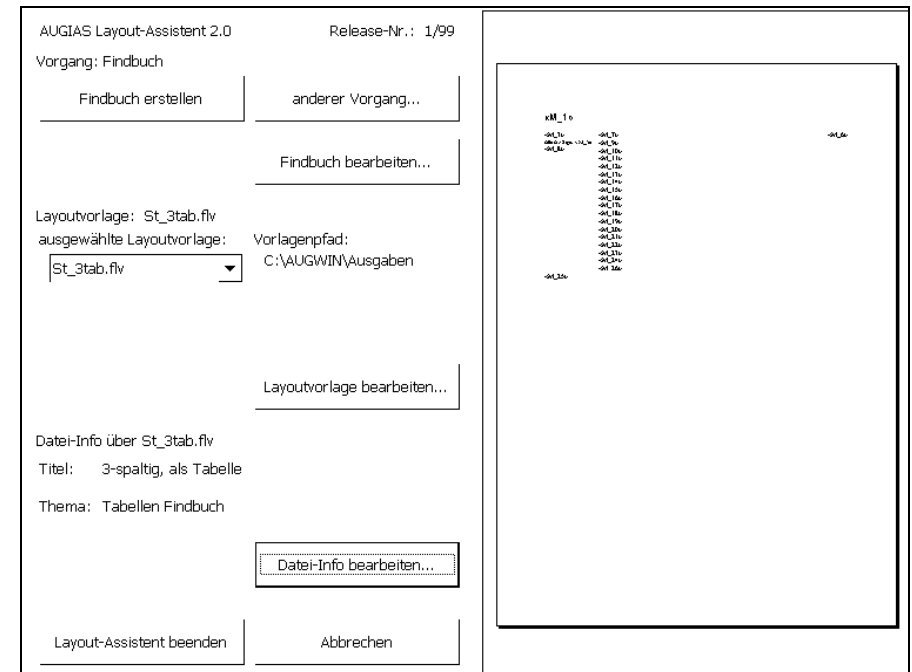 AUGIAS Layout-Assistent 2.0 Release-Nr.: 1/99
Vorgang: Findbuch
Findbuch erstellen
anderer Vorgang...
Findbuch bearbeiten...
Layoutvorlage: St_3tab.flv
ausgewählte Layoutvorlage: Vorlagenpfad:
St_3tab.flv
C:\AUGWIN\Ausgaben
Layoutvorlage bearbeiten...
Datei-Info über St_3tab.flv
Titel: 3-spaltig, als Tabelle
Thema: Tabellen Findbuch
Datei-Info bearbeiten...
Layout-Assistent beenden
Abbrechen
«M_1»